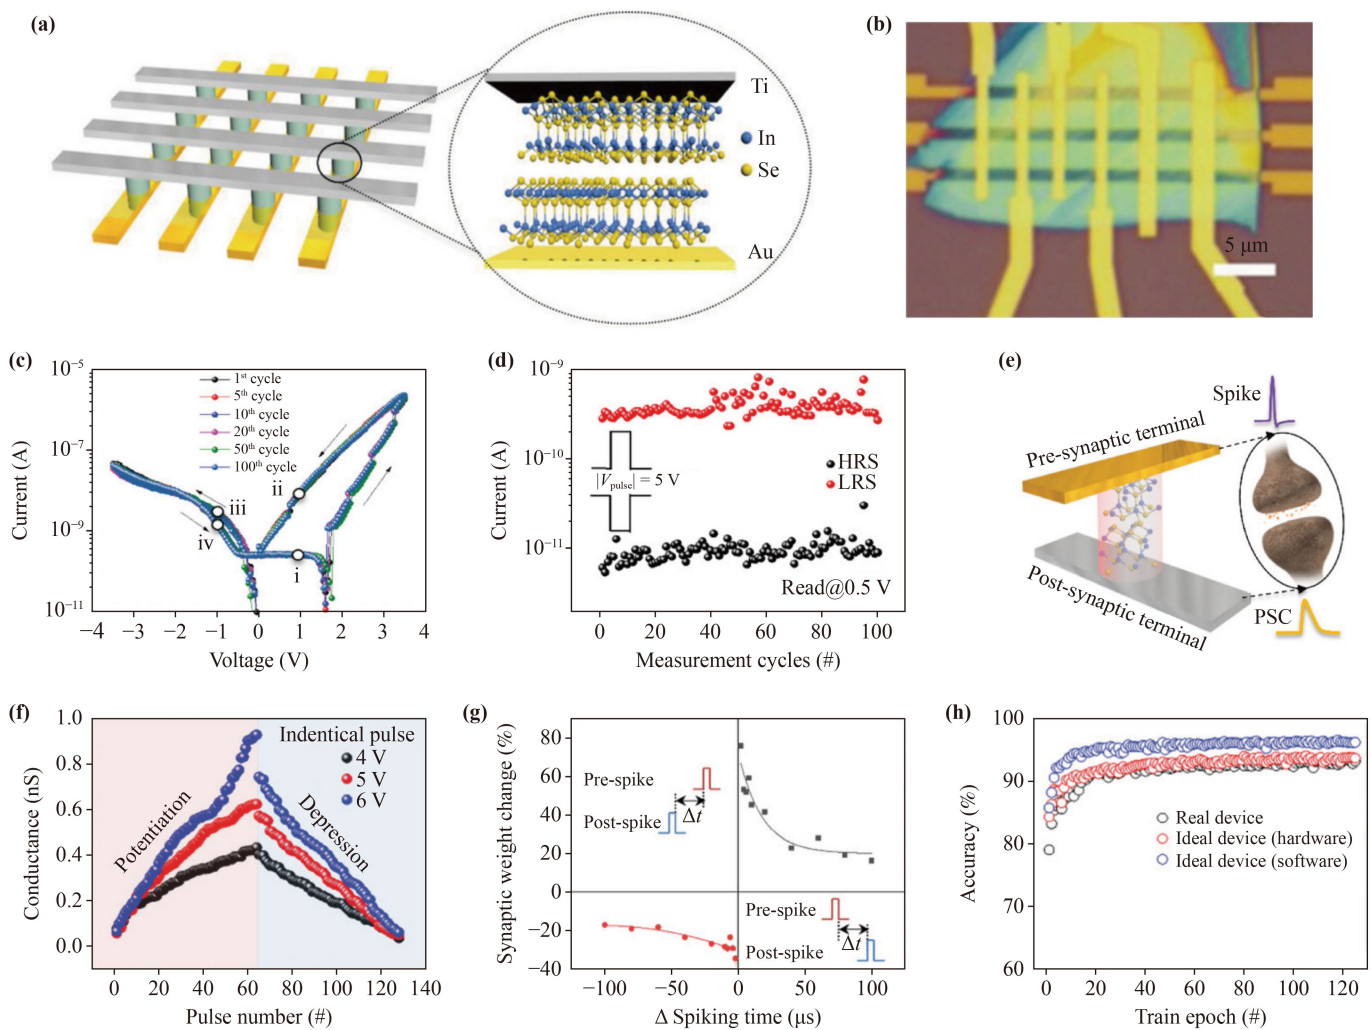 (a)
Ti
In
Se
Au
(b)
5 μm
(c)
Current (A)
10⁻⁵
10⁻⁷
10⁻⁹
10⁻¹¹
1ˢᵗ cycle
5ᵗʰ cycle
10ᵗʰ cycle
20ᵗʰ cycle
50ᵗʰ cycle
100ᵗʰ cycle
ii
iii
iv
i
−4 −3 −2 −1 0 1 2 3 4
Voltage (V)
(d)
Current (A)
10⁻⁹
10⁻¹⁰
10⁻¹¹
|Vpulse| = 5 V
HRS
LRS
Read@0.5 V
0 20 40 60 80 100
Measurement cycles (#)
(e)
Spike
Pre-synaptic terminal
Post-synaptic terminal
PSC
(f)
Conductance (nS)
1.0
0.8
0.6
0.4
0.2
0.0
Indentical pulse
4 V
5 V
6 V
Potentiation
Depression
0 20 40 60 80 100 120 140
Pulse number (#)
(g)
Synaptic weight change (%)
80
60
40
20
0
−20
−40
Pre-spike
Δt
Post-spike
Pre-spike
Δt
Post-spike
−100 −50 0 50 100
Δ Spiking time (μs)
(h)
Accuracy (%)
100
90
80
70
60
Real device
Ideal device (hardware)
Ideal device (software)
0 20 40 60 80 100 120
Train epoch (#)